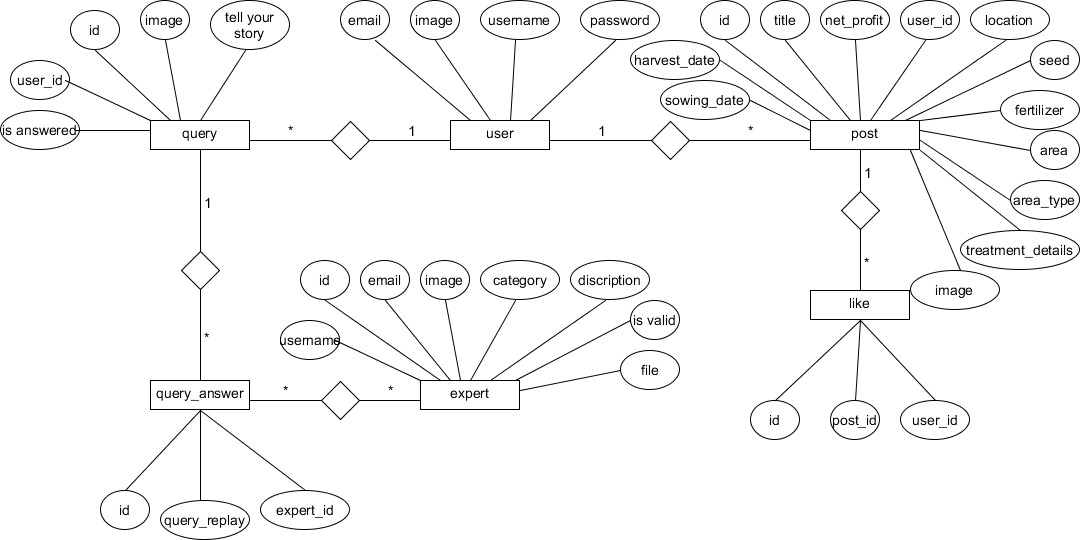 id
image
tell your
story
email
image
username
password
id
title
net_profit
user_id
location
user_id
harvest_date
seed
is answered
sowing_date
fertilizer
query
*
1
user
1
*
post
area
1
1
area_type
treatment_details
*
id
email
image
category
discription
image
username
is valid
like
*
file
query_answer
*
*
expert
id
post_id
user_id
id
query_replay
expert_id